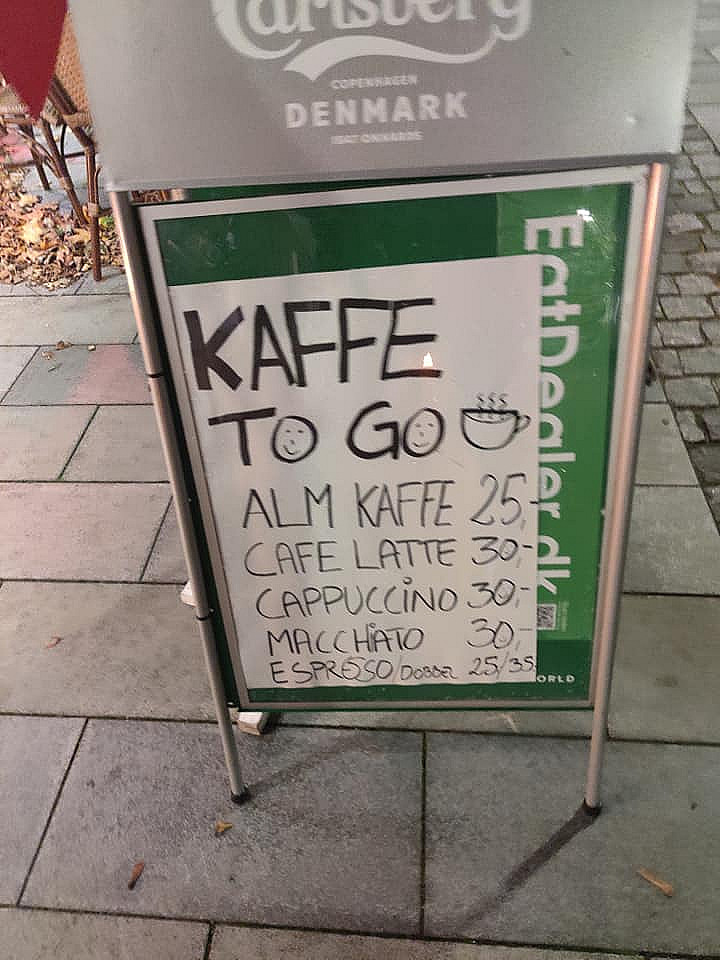 Carlsberg
COPENHAGEN
DENMARK
KAFFE
TO GO
ALM KAFFE 25,-
CAFE LATTE 30,-
CAPPUCCINO 30,-
MACCHIATO 30,-
ESPRESSO/DOBBEL 25/35,-
EatDealer.dk
ORLD